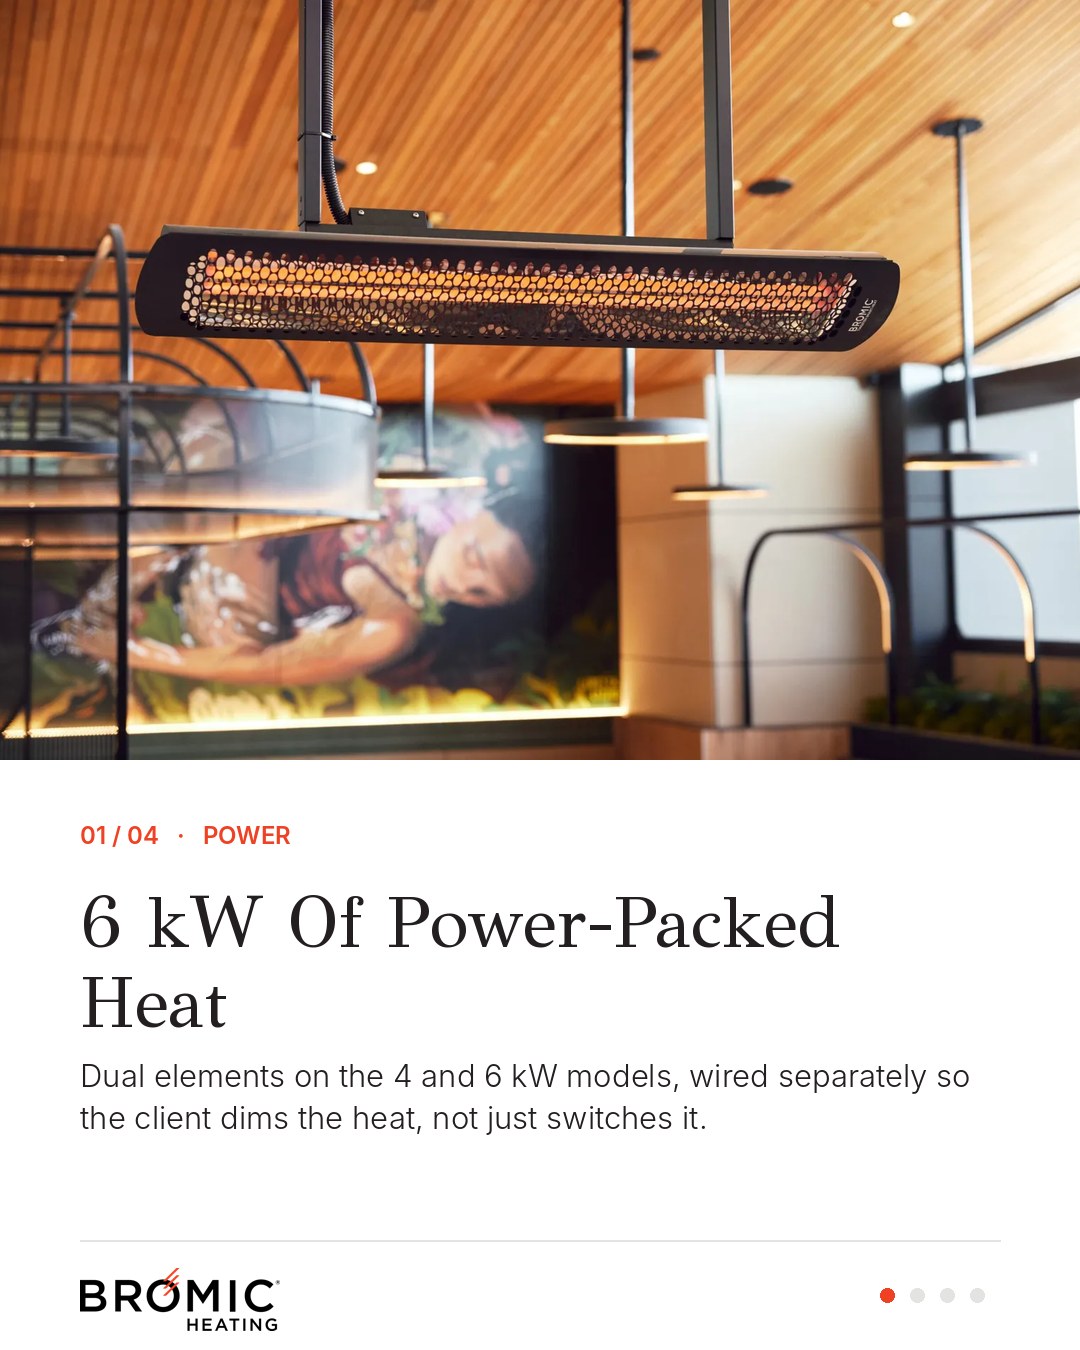 BROMIC
01 / 04 · POWER
6 kW Of Power-Packed
Heat
Dual elements on the 4 and 6 kW models, wired separately so
the client dims the heat, not just switches it.
BROMIC
HEATING